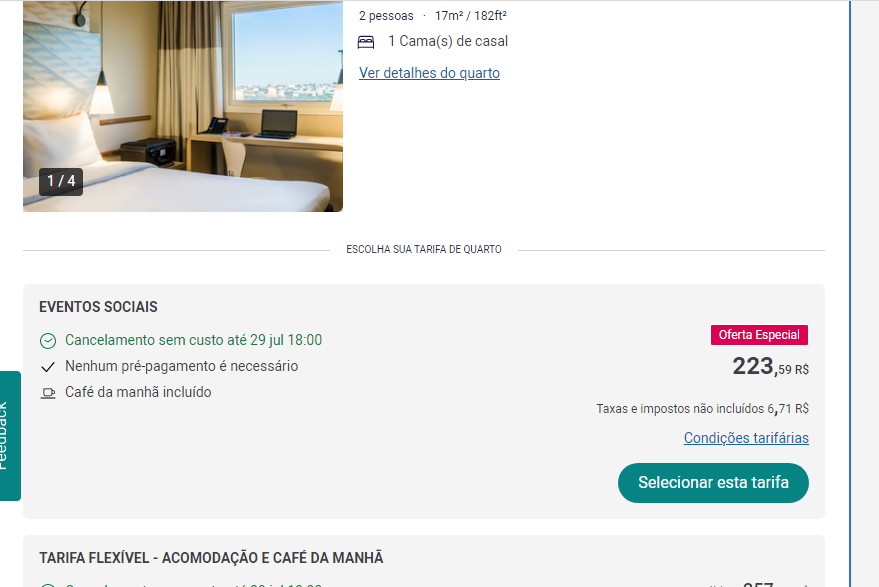 2 pessoas · 17m² / 182ft²
1 Cama(s) de casal
Ver detalhes do quarto
1 / 4
ESCOLHA SUA TARIFA DE QUARTO
EVENTOS SOCIAIS
Cancelamento sem custo até 29 jul 18:00
Oferta Especial
Nenhum pré-pagamento é necessário
223,59 R$
Café da manhã incluído
Taxas e impostos não incluídos 6,71 R$
Condições tarifárias
Feedback
Selecionar esta tarifa
TARIFA FLEXÍVEL - ACOMODAÇÃO E CAFÉ DA MANHÃ